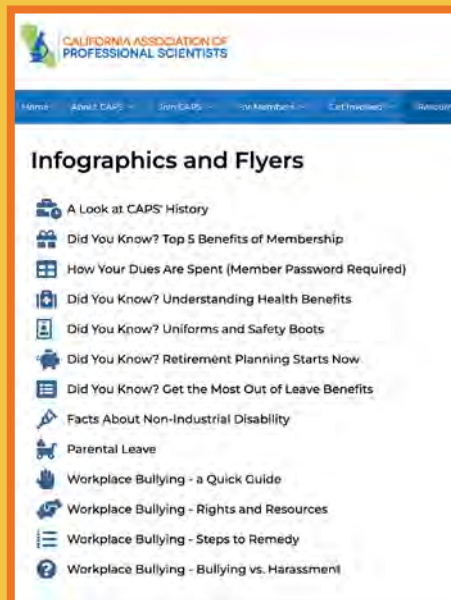 CALIFORNIA ASSOCIATION OF
PROFESSIONAL SCIENTISTS
Home About CAPS Join CAPS For Members Get Involved Resour
Infographics and Flyers
A Look at CAPS' History
Did You Know? Top 5 Benefits of Membership
How Your Dues Are Spent (Member Password Required)
Did You Know? Understanding Health Benefits
Did You Know? Uniforms and Safety Boots
Did You Know? Retirement Planning Starts Now
Did You Know? Get the Most Out of Leave Benefits
Facts About Non-Industrial Disability
Parental Leave
Workplace Bullying - a Quick Guide
Workplace Bullying - Rights and Resources
Workplace Bullying - Steps to Remedy
Workplace Bullying - Bullying vs. Harassment